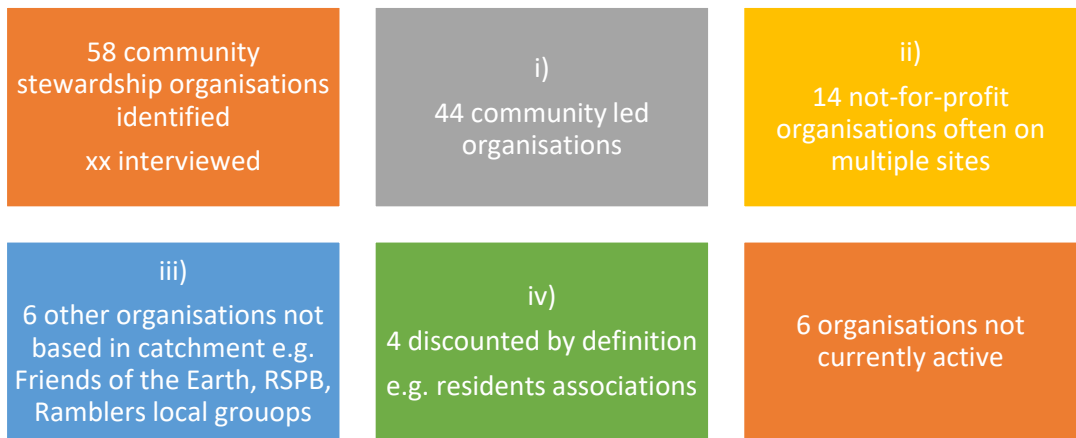 58 community
stewardship organisations
identified
xx interviewed
i)
44 community led
organisations
ii)
14 not-for-profit
organisations often on
multiple sites
iii)
6 other organisations not
based in catchment e.g.
Friends of the Earth, RSPB,
Ramblers local grouops
iv)
4 discounted by definition
e.g. residents associations
6 organisations not
currently active